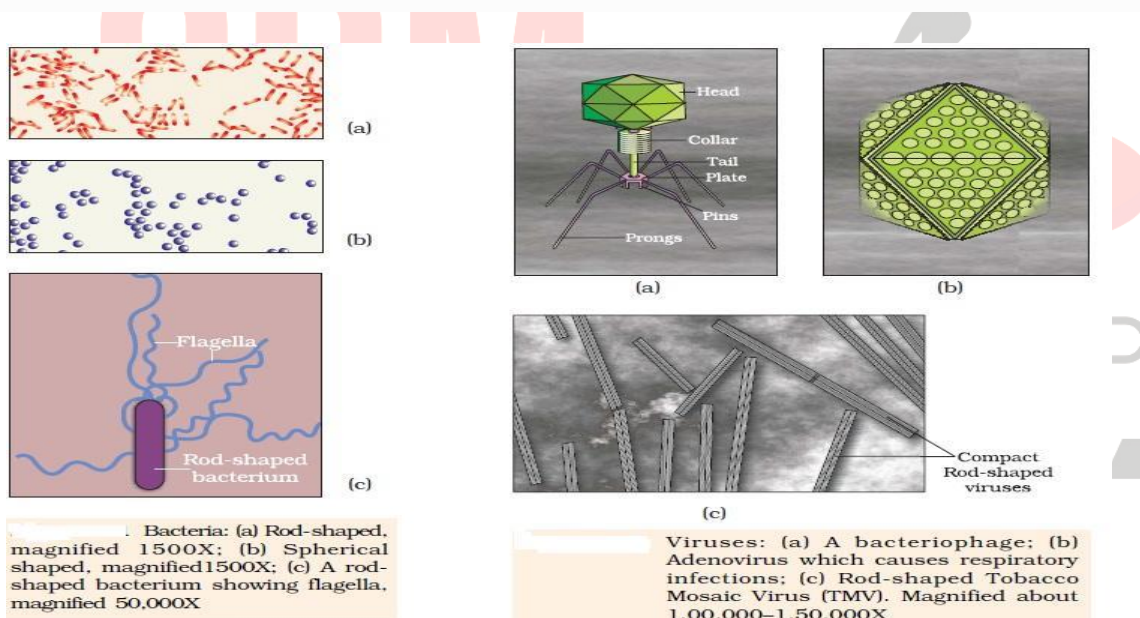 (a)
(b)
Flagella
Rod-shaped
bacterium
(c)
Bacteria: (a) Rod-shaped,
magnified 1500X; (b) Spherical
shaped, magnified1500X; (c) A rod-
shaped bacterium showing flagella,
magnified 50,000X
Head
Collar
Tail
Plate
Pins
Prongs
(a)
(b)
Compact
Rod-shaped
viruses
(c)
Viruses: (a) A bacteriophage; (b)
Adenovirus which causes respiratory
infections; (c) Rod-shaped Tobacco
Mosaic Virus (TMV). Magnified about
1,00,000–1,50,000X